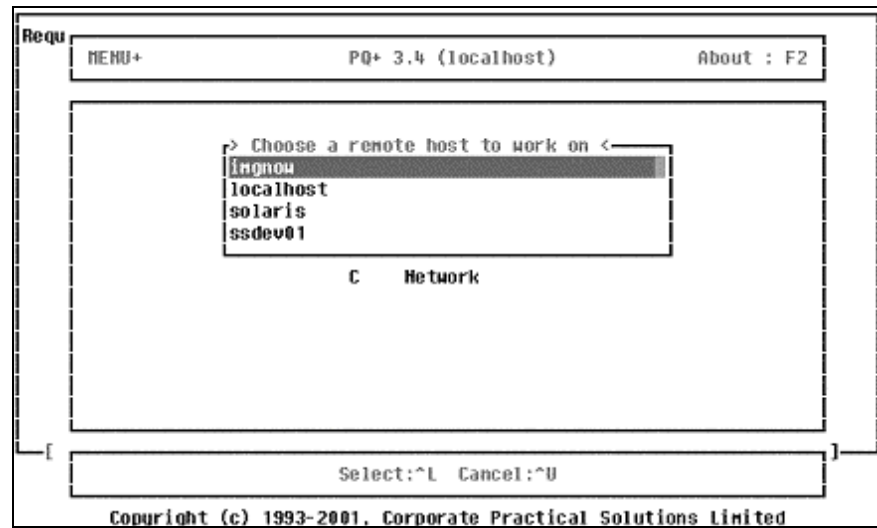 Requ
MENU+ PQ+ 3.4 (localhost) About : F2
> Choose a remote host to work on <
imgnow
localhost
solaris
ssdev01
C Network
[ ]
Select:^L Cancel:^U
Copyright (c) 1993-2001, Corporate Practical Solutions Limited